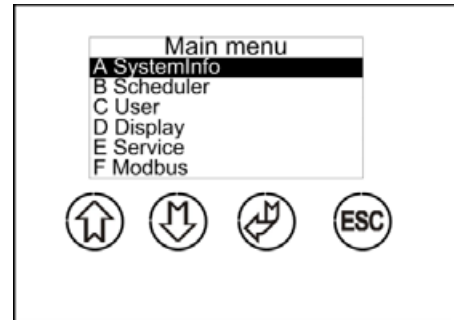 Main menu
A SystemInfo
B Scheduler
C User
D Display
E Service
F Modbus
ESC